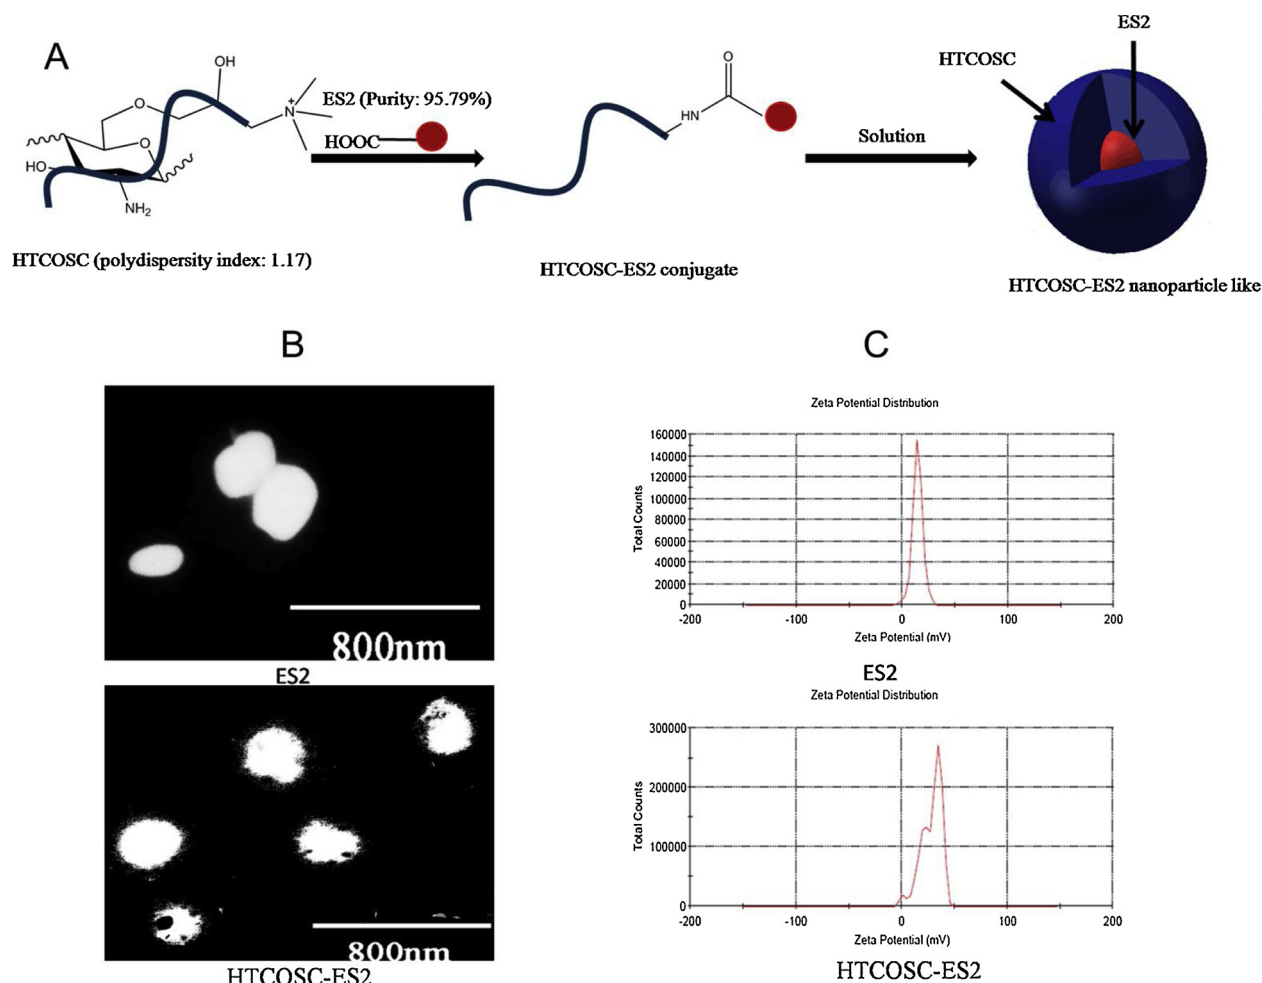 A
OH
O
N+
O
HO
NH2
ES2 (Purity: 95.79%)
HOOC
HTCOSC (polydispersity index: 1.17)
O
HN
HTCOSC-ES2 conjugate
Solution
ES2
HTCOSC
HTCOSC-ES2 nanoparticle like
B
800nm
ES2
800nm
HTCOSC-ES2
C
Zeta Potential Distribution
Total Counts
160000
140000
120000
100000
80000
60000
40000
20000
0
-200 -100 0 100 200
Zeta Potential (mV)
ES2
Zeta Potential Distribution
Total Counts
300000
200000
100000
0
-200 -100 0 100 200
Zeta Potential (mV)
HTCOSC-ES2